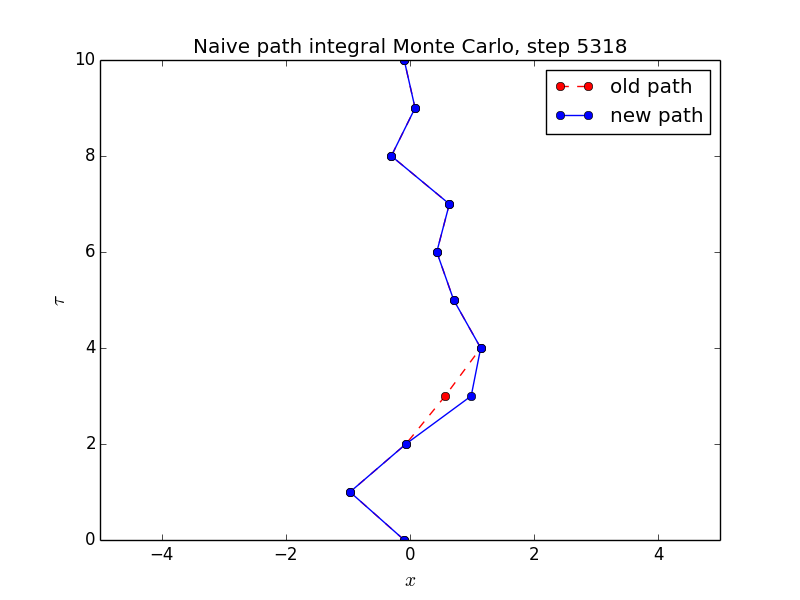 Naive path integral Monte Carlo, step 5318
old path
new path
10
8
6
4
2
0
τ
−4 −2 0 2 4
x